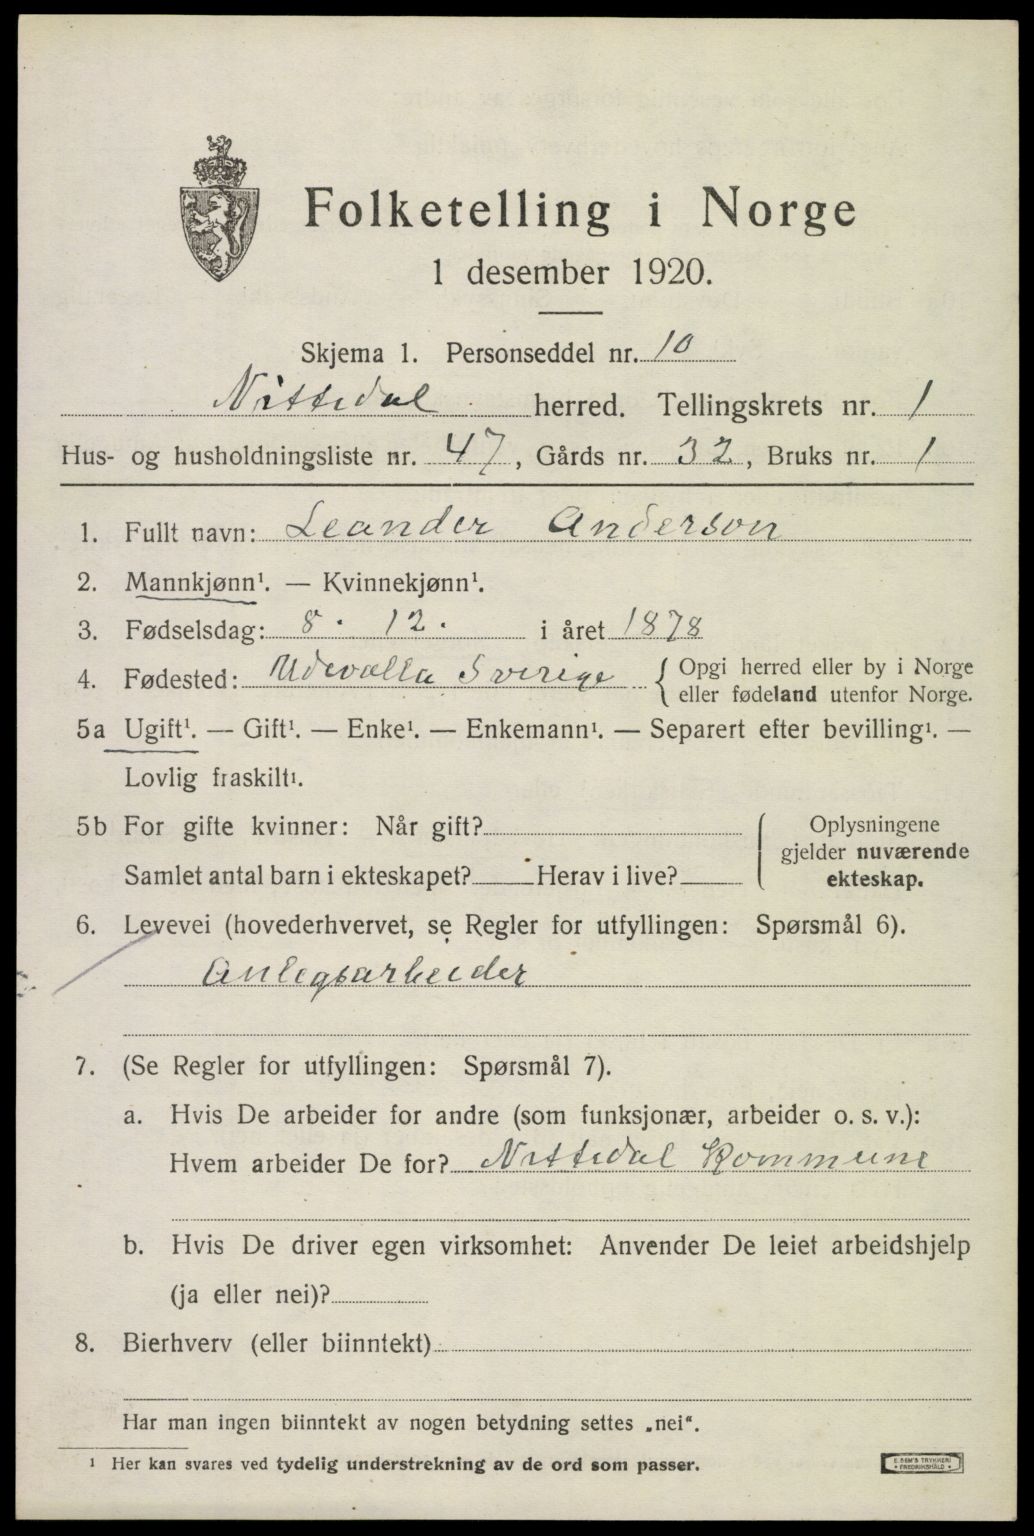 Folketelling i Norge
1 desember 1920.
Skjema 1. Personseddel nr. 10
Nittedal herred. Tellingskrets nr. 1
Hus- og husholdningsliste nr. 47, Gårds nr. 32, Bruks nr. 1
1. Fullt navn: Leander Anderson
2. Mannkjønn¹. — Kvinnekjønn¹.
3. Fødselsdag: 8. 12. i året 1878
4. Fødested: Udevalla Sverige { Opgi herred eller by i Norge
eller fødeland utenfor Norge.
5a Ugift¹. — Gift¹. — Enke¹. — Enkemann¹. — Separert efter bevilling¹. —
Lovlig fraskilt¹.
5b For gifte kvinner: Når gift?
Samlet antal barn i ekteskapet? Herav i live?
Oplysningene
gjelder nuværende
ekteskap.
6. Levevei (hovederhvervet, se Regler for utfyllingen: Spørsmål 6).
Anlegsarbeider
7. (Se Regler for utfyllingen: Spørsmål 7).
a. Hvis De arbeider for andre (som funksjonær, arbeider o. s. v.):
Hvem arbeider De for? Nittedal Kommune
b. Hvis De driver egen virksomhet: Anvender De leiet arbeidshjelp
(ja eller nei)?
8. Bierhverv (eller biinntekt)
Har man ingen biinntekt av nogen betydning settes „nei“.
¹ Her kan svares ved tydelig understrekning av de ord som passer.
E. SEM'S TRYKKERI
• FREDRIKSHALD •